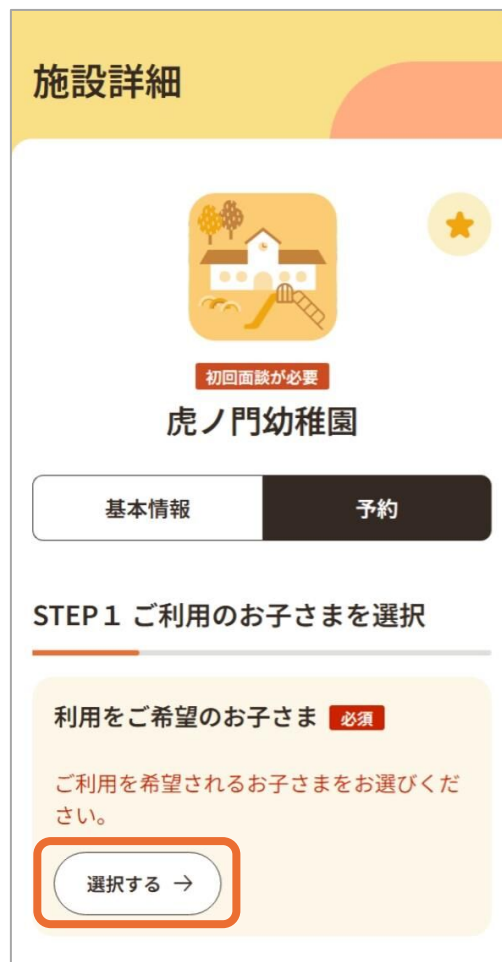 施設詳細
初回面談が必要
虎ノ門幼稚園
基本情報 予約
STEP１ ご利用のお子さまを選択
利用をご希望のお子さま 必須
ご利用を希望されるお子さまをお選びくだ
さい。
選択する →